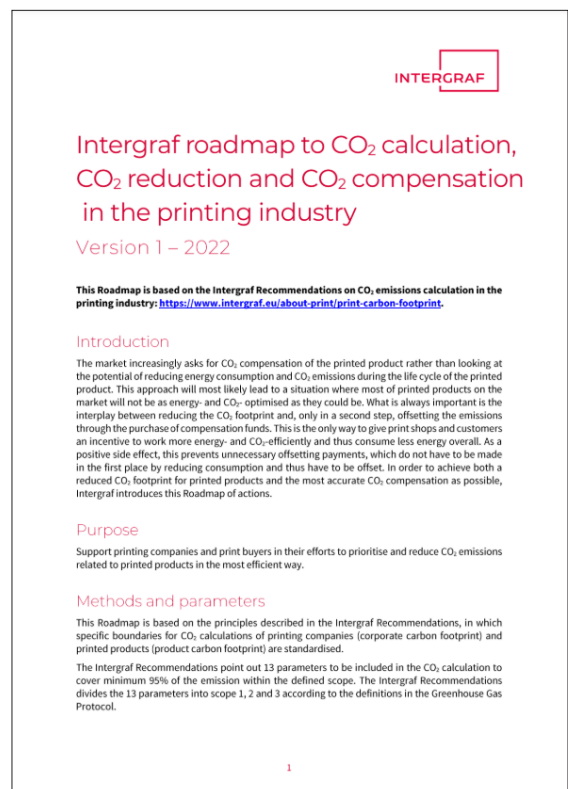 INTERGRAF
Intergraf roadmap to CO₂ calculation,
CO₂ reduction and CO₂ compensation
in the printing industry
Version 1 – 2022
This Roadmap is based on the Intergraf Recommendations on CO₂ emissions calculation in the
printing industry: https://www.intergraf.eu/about-print/print-carbon-footprint.
Introduction
The market increasingly asks for CO₂ compensation of the printed product rather than looking at
the potential of reducing energy consumption and CO₂ emissions during the life cycle of the printed
product. This approach will most likely lead to a situation where most of printed products on the
market will not be as energy- and CO₂- optimised as they could be. What is always important is the
interplay between reducing the CO₂ footprint and, only in a second step, offsetting the emissions
through the purchase of compensation funds. This is the only way to give print shops and customers
an incentive to work more energy- and CO₂-efficiently and thus consume less energy overall. As a
positive side effect, this prevents unnecessary offsetting payments, which do not have to be made
in the first place by reducing consumption and thus have to be offset. In order to achieve both a
reduced CO₂ footprint for printed products and the most accurate CO₂ compensation as possible,
Intergraf introduces this Roadmap of actions.
Purpose
Support printing companies and print buyers in their efforts to prioritise and reduce CO₂ emissions
related to printed products in the most efficient way.
Methods and parameters
This Roadmap is based on the principles described in the Intergraf Recommendations, in which
specific boundaries for CO₂ calculations of printing companies (corporate carbon footprint) and
printed products (product carbon footprint) are standardised.
The Intergraf Recommendations point out 13 parameters to be included in the CO₂ calculation to
cover minimum 95% of the emission within the defined scope. The Intergraf Recommendations
divides the 13 parameters into scope 1, 2 and 3 according to the definitions in the Greenhouse Gas
Protocol.
1